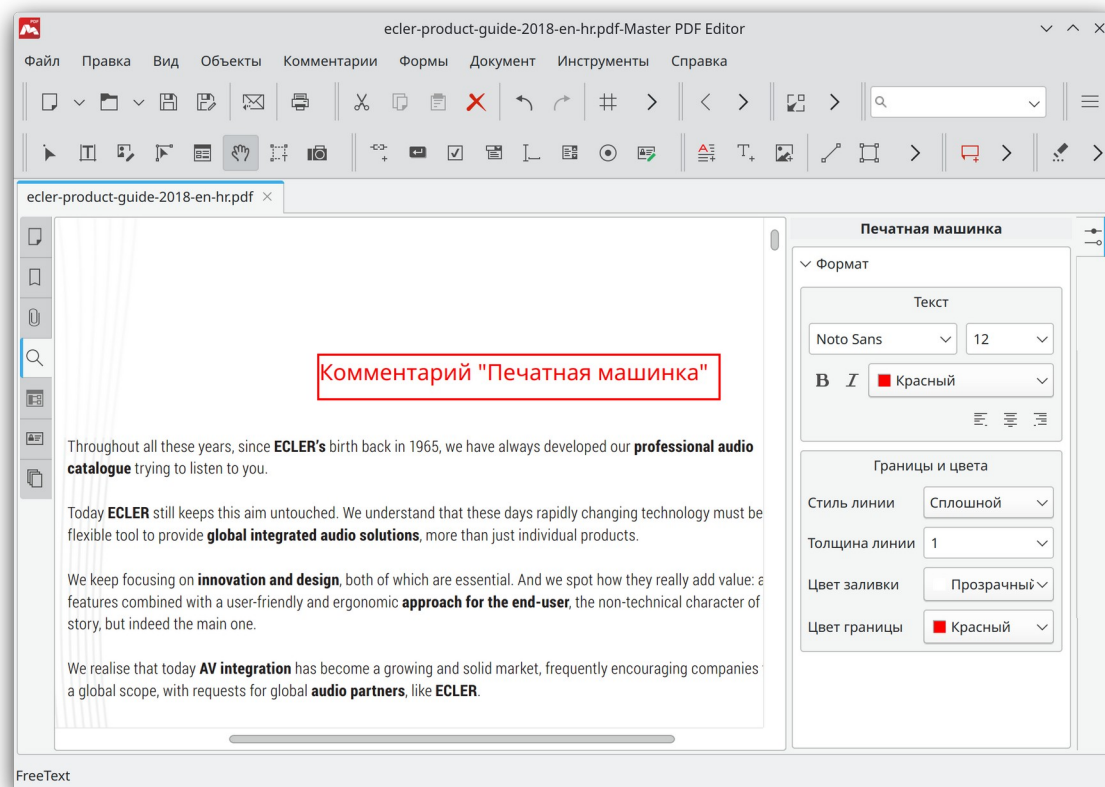 ecler-product-guide-2018-en-hr.pdf-Master PDF Editor
Файл Правка Вид Объекты Комментарии Формы Документ Инструменты Справка
ecler-product-guide-2018-en-hr.pdf
Комментарий "Печатная машинка"
Throughout all these years, since ECLER's birth back in 1965, we have always developed our professional audio
catalogue trying to listen to you.
Today ECLER still keeps this aim untouched. We understand that these days rapidly changing technology must be
flexible tool to provide global integrated audio solutions, more than just individual products.
We keep focusing on innovation and design, both of which are essential. And we spot how they really add value: a
features combined with a user-friendly and ergonomic approach for the end-user, the non-technical character of
story, but indeed the main one.
We realise that today AV integration has become a growing and solid market, frequently encouraging companies
a global scope, with requests for global audio partners, like ECLER.
Печатная машинка
Формат
Текст
Noto Sans 12
B I Красный
Границы и цвета
Стиль линии Сплошной
Толщина линии 1
Цвет заливки Прозрачный
Цвет границы Красный
FreeText